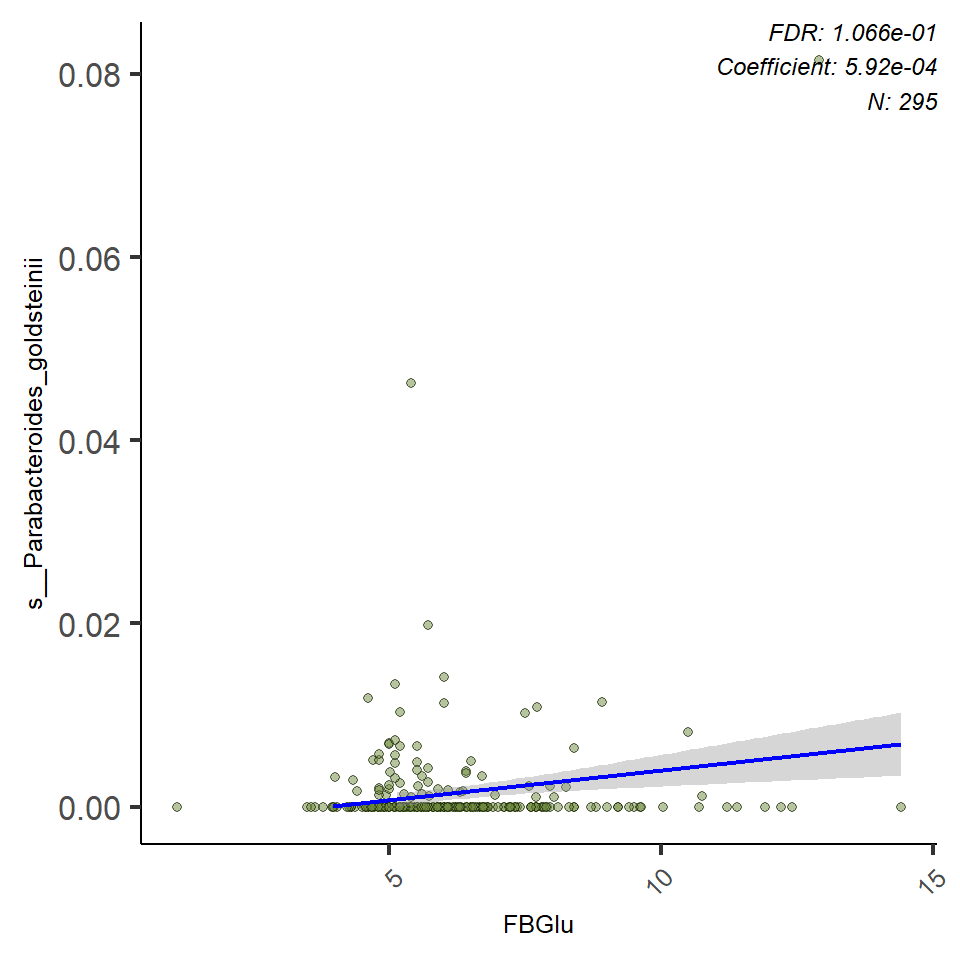 FDR: 1.066e-01
Coefficient: 5.92e-04
N: 295
0.08
0.06
0.04
0.02
0.00
s__Parabacteroides_goldsteinii
5
10
15
FBGlu